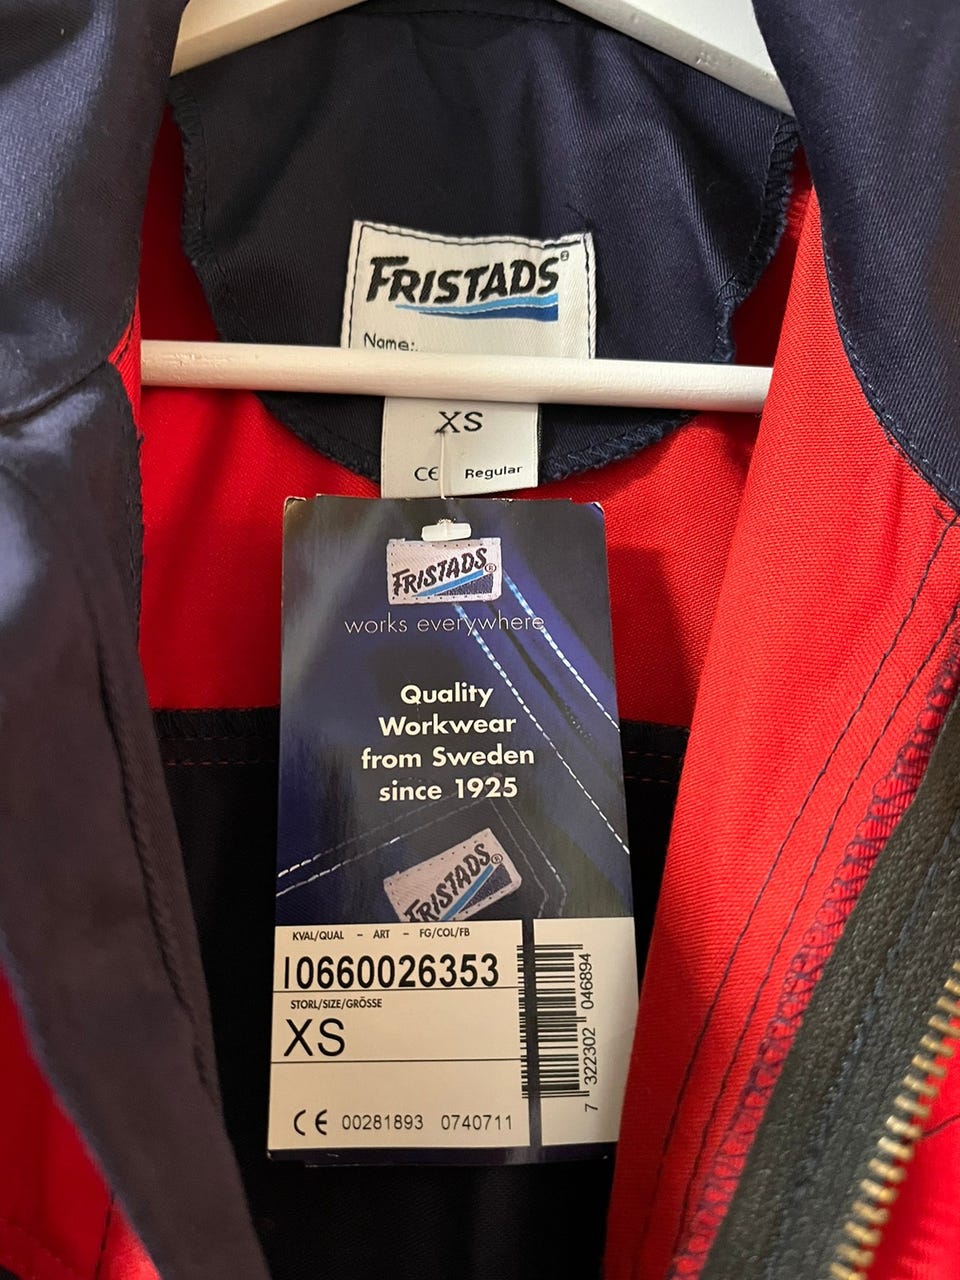 FRISTADS®
Name:
XS
CE Regular
FRISTADS®
works everywhere
Quality
Workwear
from Sweden
since 1925
FRISTADS®
KVAL/QUAL – ART – FG/COL/FB
10660026353
STORL/SIZE/GRÖSSE
XS
CE 00281893 0740711
7 322302 046894